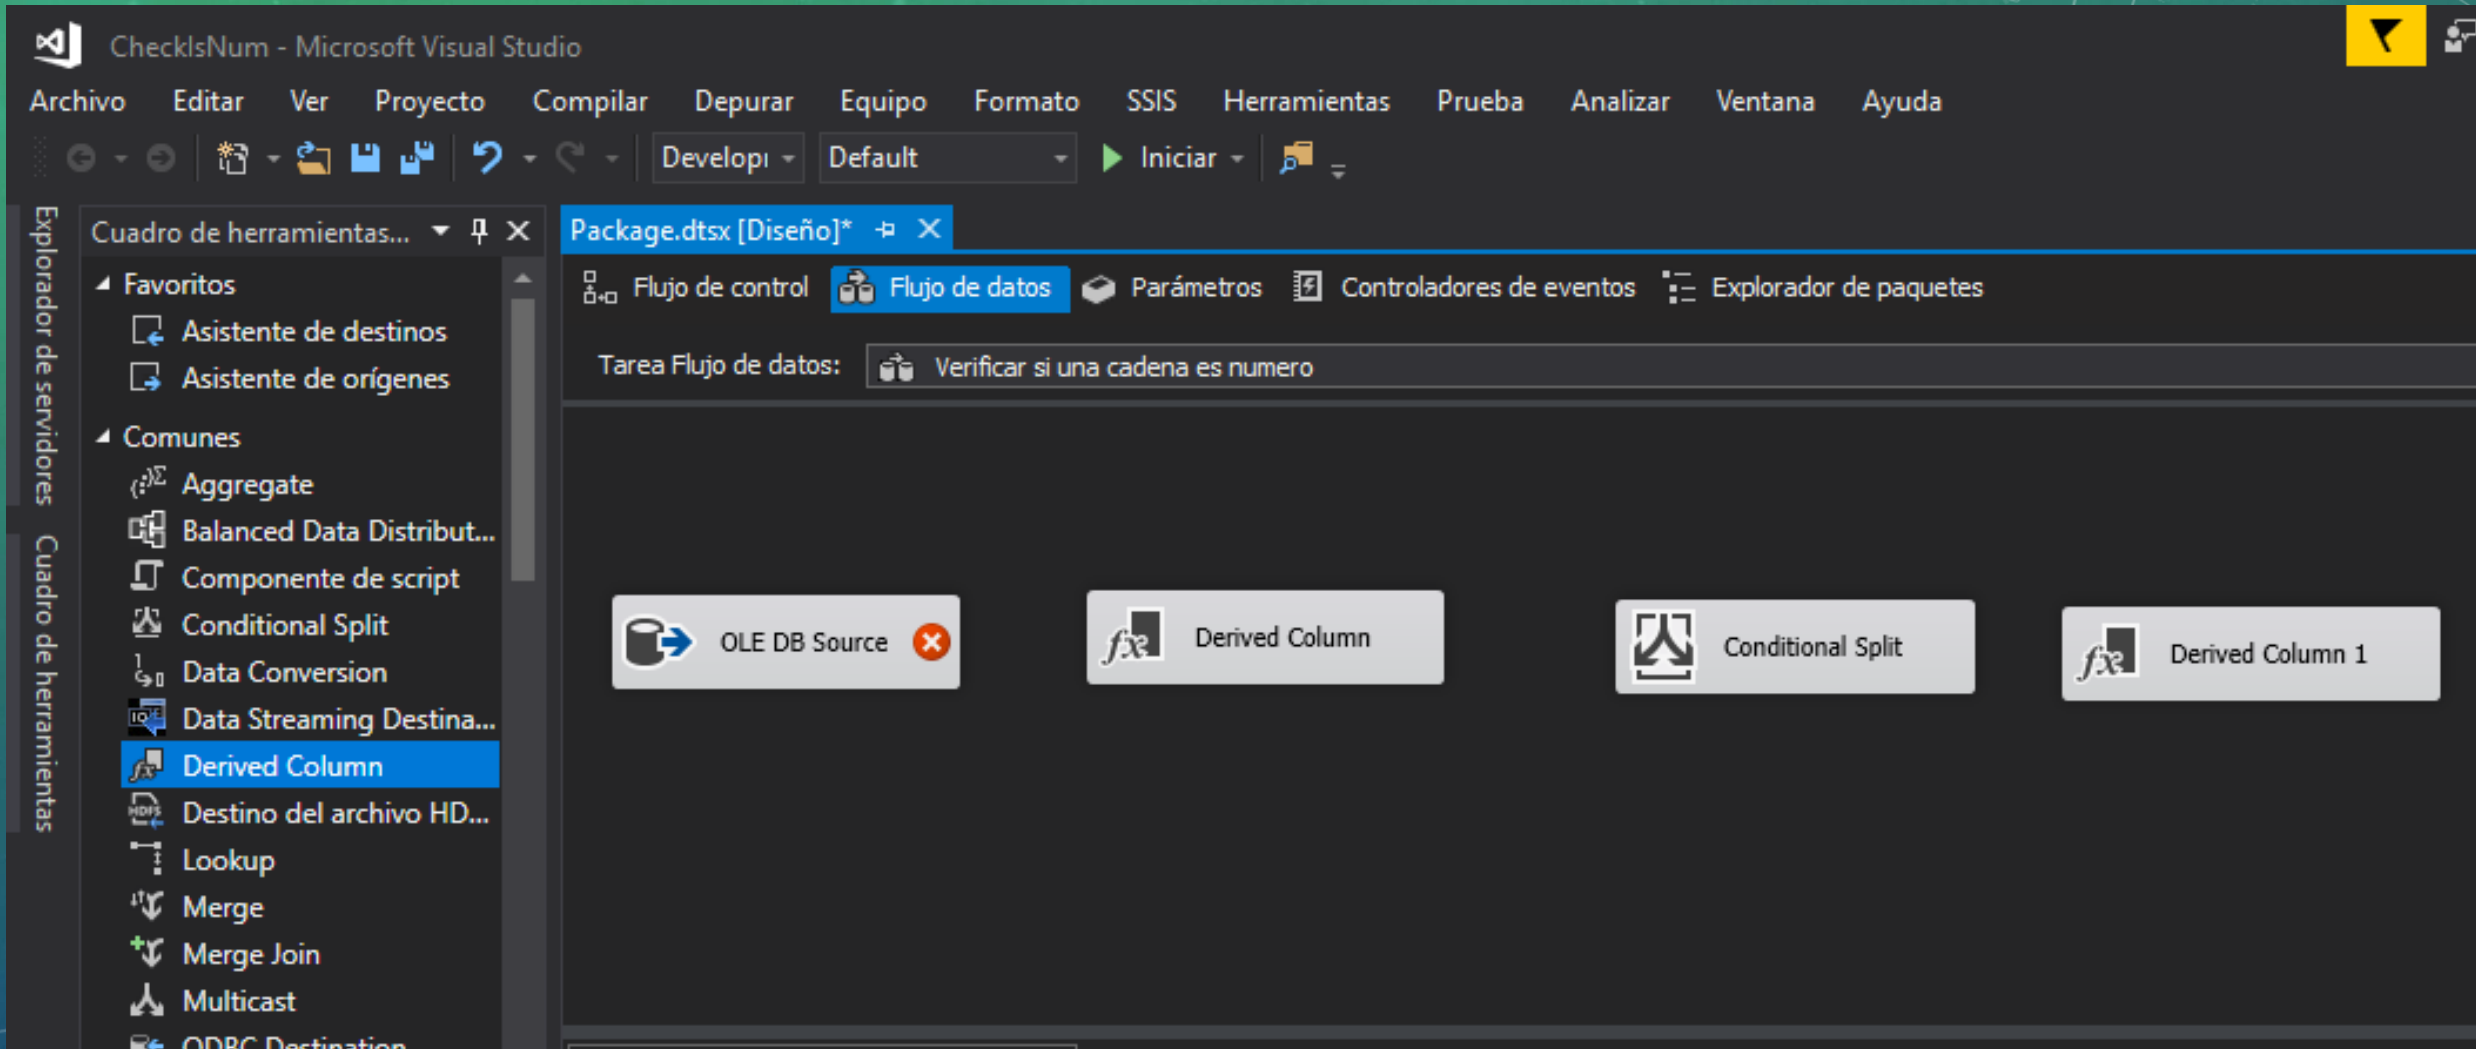 CheckIsNum - Microsoft Visual Studio
Archivo Editar Ver Proyecto Compilar Depurar Equipo Formato SSIS Herramientas Prueba Analizar Ventana Ayuda
Develop Default Iniciar
Explorador de servidores
Cuadro de herramientas
Cuadro de herramientas...
Favoritos
Asistente de destinos
Asistente de orígenes
Comunes
Aggregate
Balanced Data Distribut...
Componente de script
Conditional Split
Data Conversion
Data Streaming Destina...
Derived Column
Destino del archivo HD...
Lookup
Merge
Merge Join
Multicast
ODBC Destination
Package.dtsx [Diseño]*
Flujo de control Flujo de datos Parámetros Controladores de eventos Explorador de paquetes
Tarea Flujo de datos: Verificar si una cadena es numero
OLE DB Source
Derived Column
Conditional Split
Derived Column 1